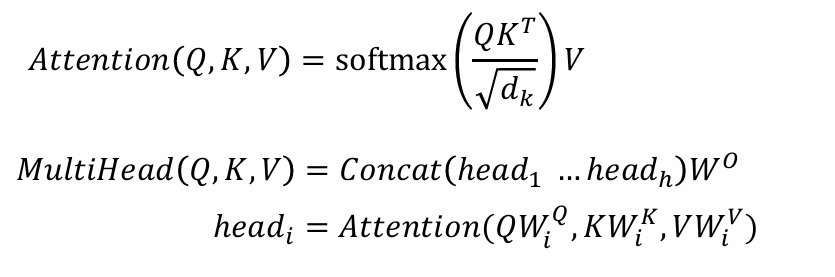 Attention(Q, K, V) = softmax(QK^T / √d_k)V
MultiHead(Q, K, V) = Concat(head_1 …head_h)W^O
head_i = Attention(QW_i^Q, KW_i^K, VW_i^V)